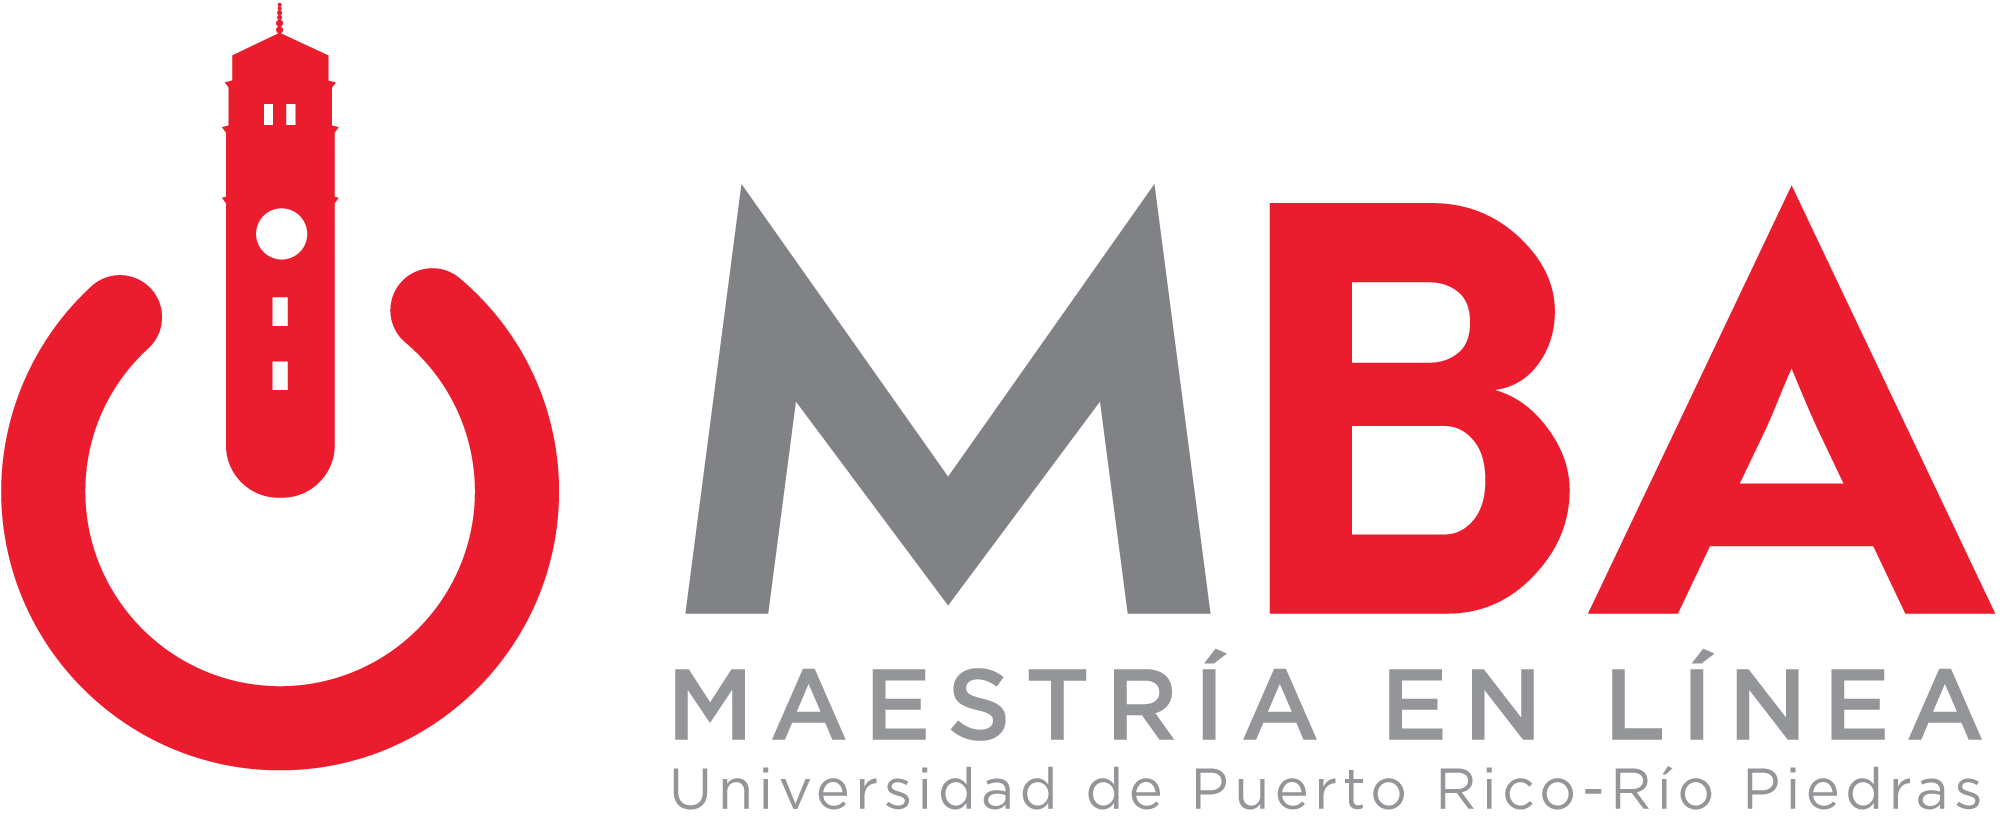 MBA
MAESTRÍA EN LÍNEA
Universidad de Puerto Rico-Río Piedras